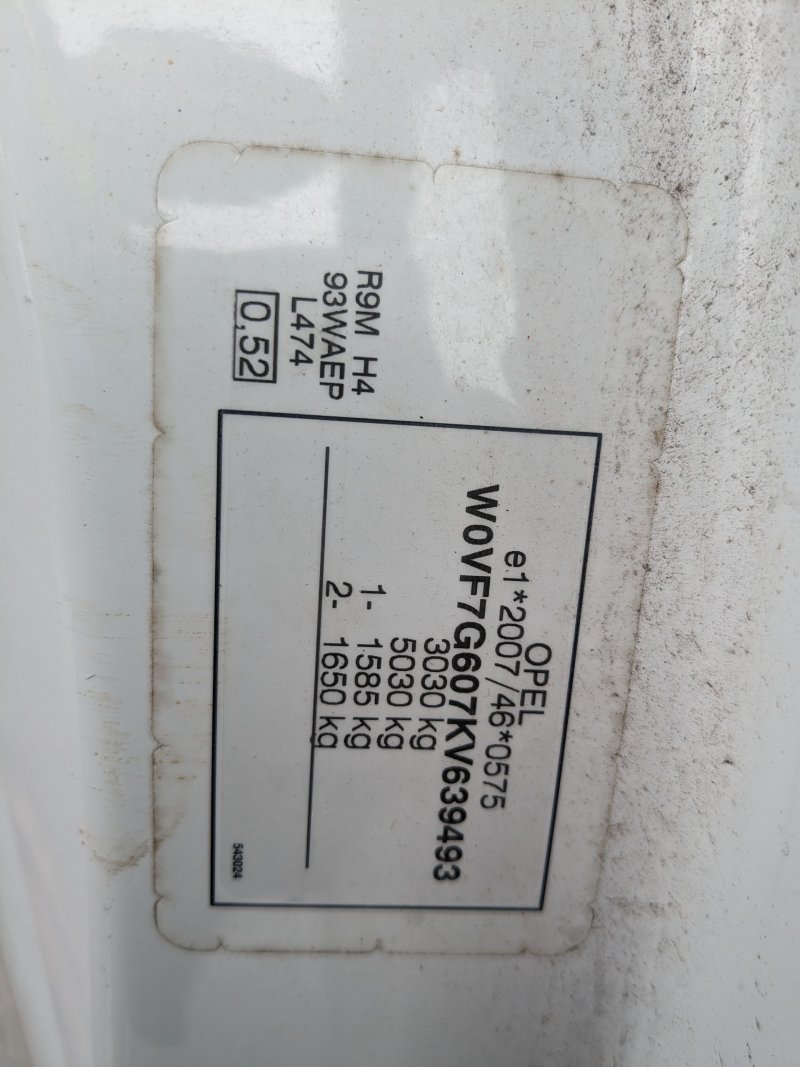 R9M H4
93WAEP
L474
0,52
OPEL
e1*2007/46*0575
W0VF7G607KV639493
3030 kg
5030 kg
1- 1585 kg
2- 1650 kg
543024